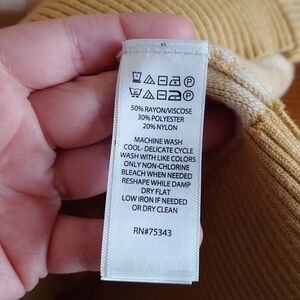 50% RAYON/VISCOSE
30% POLYESTER
20% NYLON
MACHINE WASH
COOL- DELICATE CYCLE
WASH WITH LIKE COLORS
ONLY NON-CHLORINE
BLEACH WHEN NEEDED
RESHAPE WHILE DAMP
DRY FLAT
LOW IRON IF NEEDED
OR DRY CLEAN
RN#75343